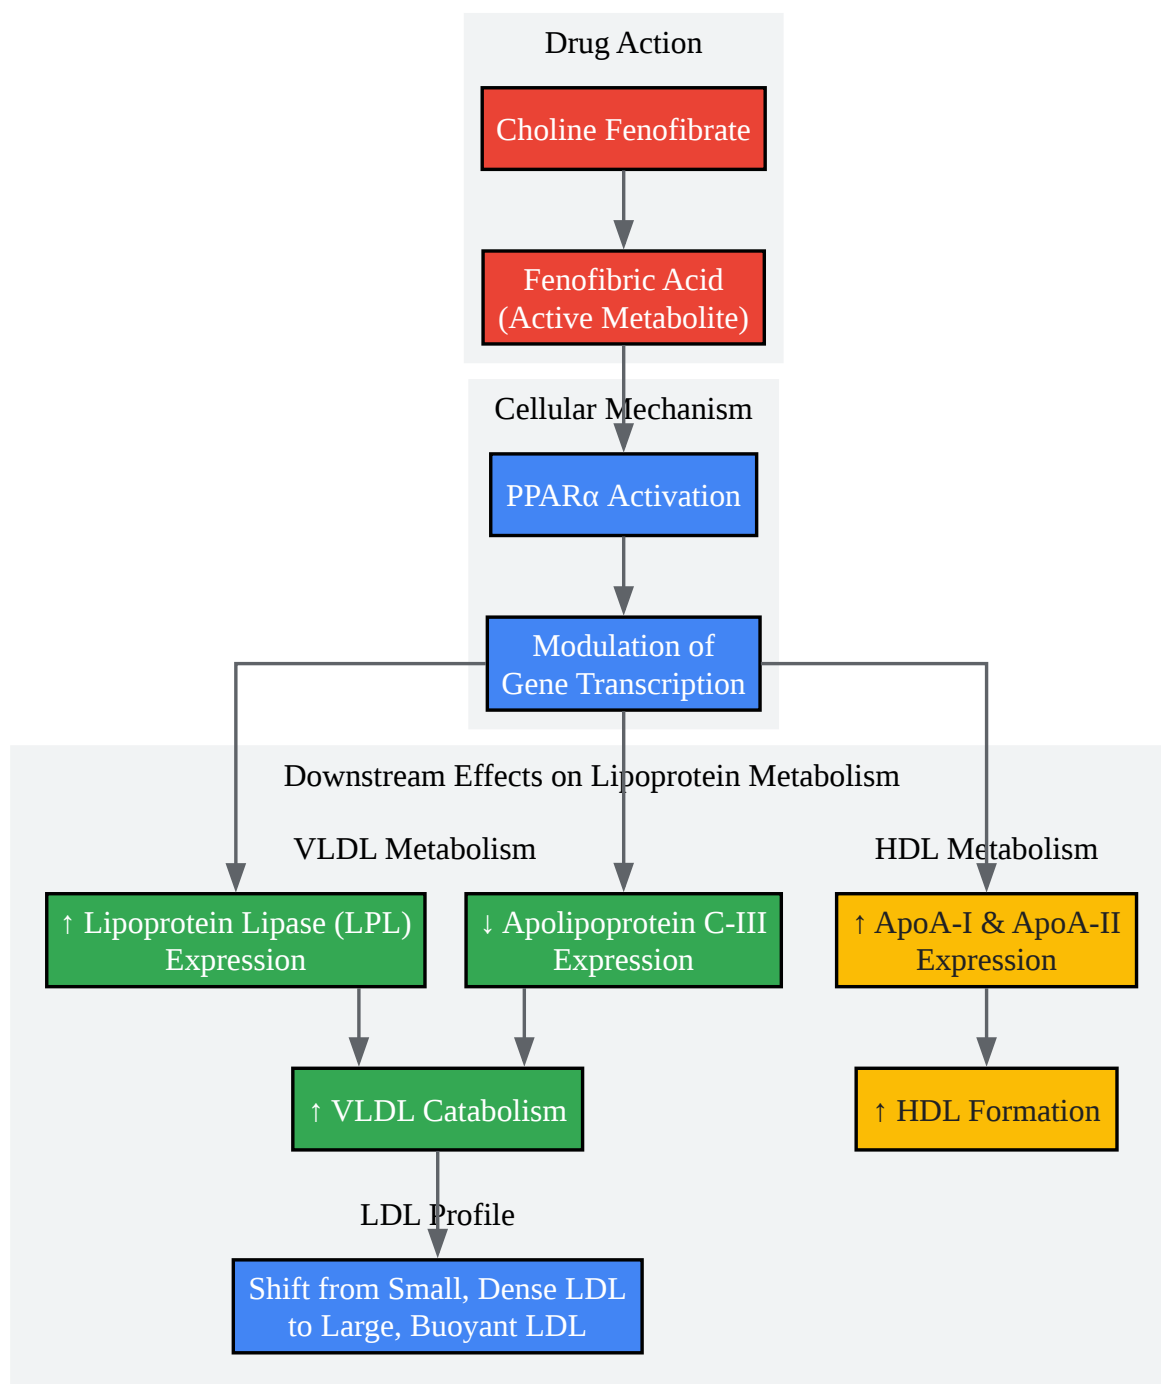 Drug Action
Choline Fenofibrate
Fenofibric Acid
(Active Metabolite)
Cellular Mechanism
PPARα Activation
Modulation of
Gene Transcription
Downstream Effects on Lipoprotein Metabolism
VLDL Metabolism
HDL Metabolism
↑ Lipoprotein Lipase (LPL)
Expression
↓ Apolipoprotein C-III
Expression
↑ ApoA-I & ApoA-II
Expression
↑ VLDL Catabolism
↑ HDL Formation
LDL Profile
Shift from Small, Dense LDL
to Large, Buoyant LDL